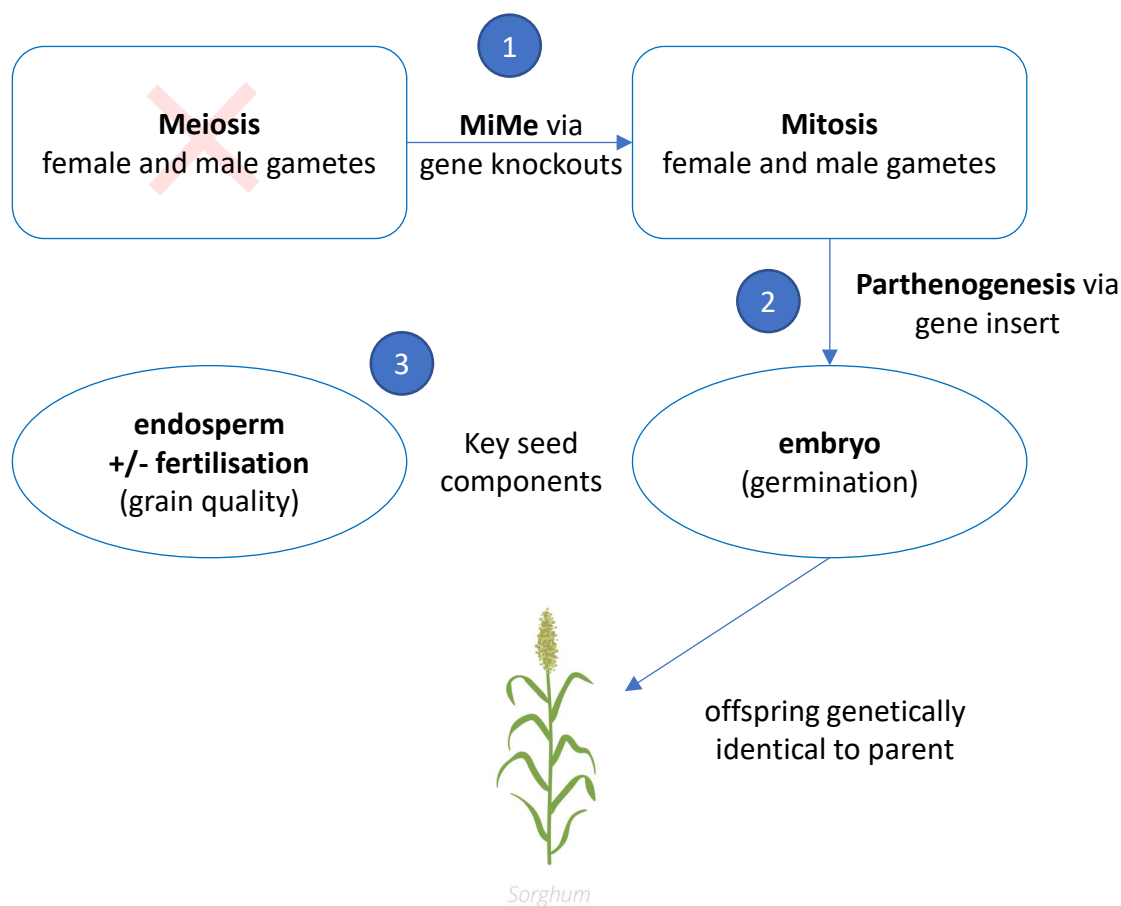 1
Meiosis
female and male gametes
MiMe via
gene knockouts
Mitosis
female and male gametes
2
Parthenogenesis via
gene insert
3
endosperm
+/- fertilisation
(grain quality)
Key seed
components
embryo
(germination)
offspring genetically
identical to parent
Sorghum